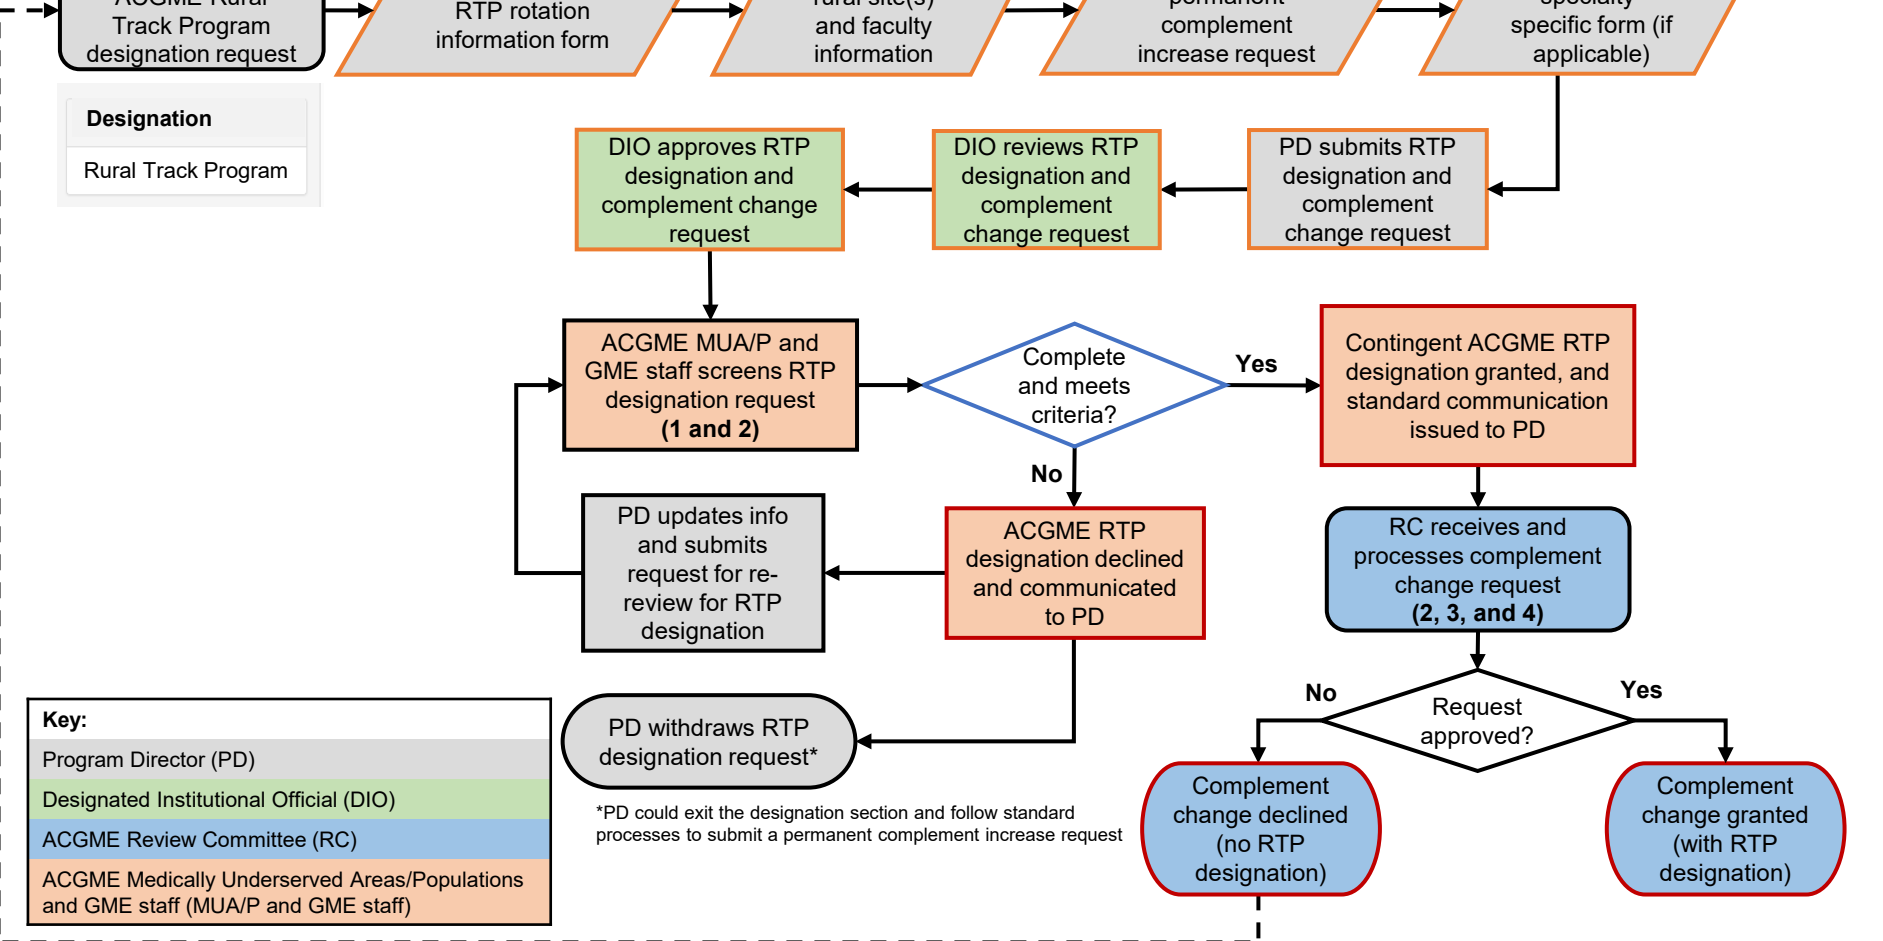 ACGME Rural
Track Program
designation request
RTP rotation
information form
rural site(s)
and faculty
information
permanent
complement
increase request
specialty
specific form (if
applicable)
Designation
Rural Track Program
DIO approves RTP
designation and
complement change
request
DIO reviews RTP
designation and
complement
change request
PD submits RTP
designation and
complement
change request
ACGME MUA/P and
GME staff screens RTP
designation request
(1 and 2)
Complete
and meets
criteria?
Yes
Contingent ACGME RTP
designation granted, and
standard communication
issued to PD
No
PD updates info
and submits
request for re-
review for RTP
designation
ACGME RTP
designation declined
and communicated
to PD
RC receives and
processes complement
change request
(2, 3, and 4)
No
Request
approved?
Yes
PD withdraws RTP
designation request*
*PD could exit the designation section and follow standard
processes to submit a permanent complement increase request
Complement
change declined
(no RTP
designation)
Complement
change granted
(with RTP
designation)
Key:
Program Director (PD)
Designated Institutional Official (DIO)
ACGME Review Committee (RC)
ACGME Medically Underserved Areas/Populations
and GME staff (MUA/P and GME staff)